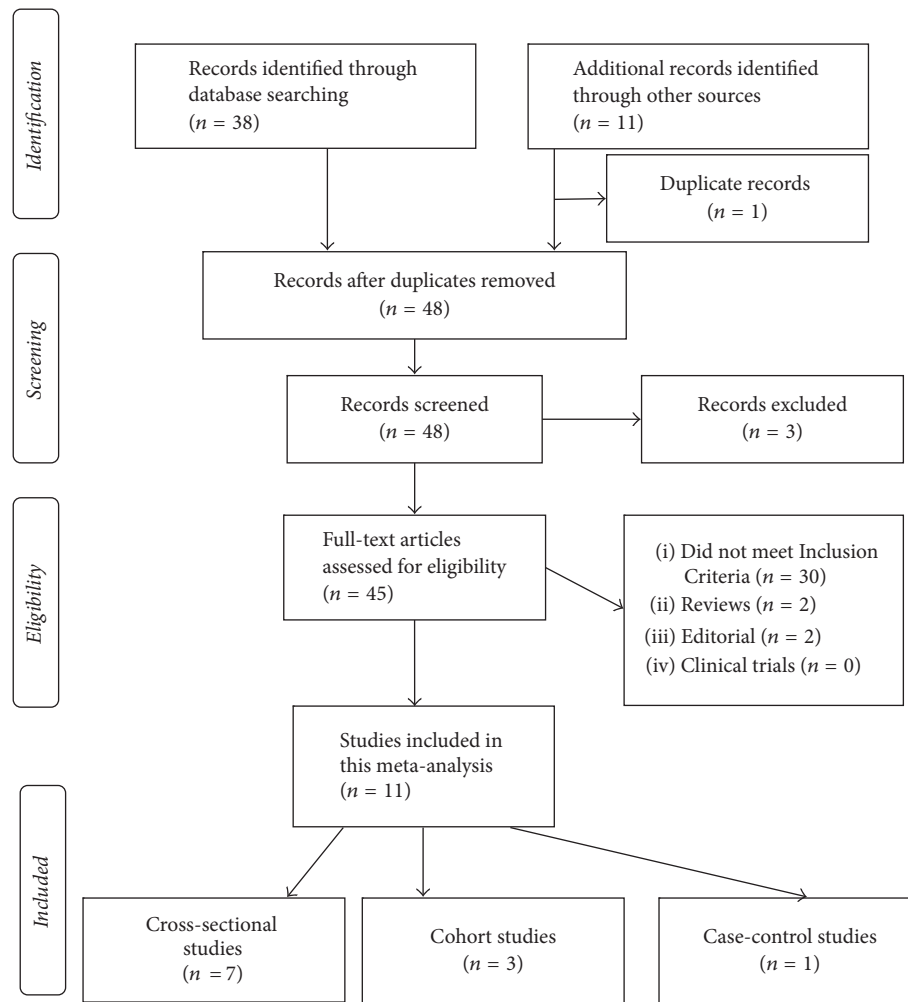 Identification
Records identified through
database searching
(n = 38)
Additional records identified
through other sources
(n = 11)
Duplicate records
(n = 1)
Screening
Records after duplicates removed
(n = 48)
Records screened
(n = 48)
Records excluded
(n = 3)
Eligibility
Full-text articles
assessed for eligibility
(n = 45)
(i) Did not meet Inclusion
Criteria (n = 30)
(ii) Reviews (n = 2)
(iii) Editorial (n = 2)
(iv) Clinical trials (n = 0)
Studies included in
this meta-analysis
(n = 11)
Included
Cross-sectional
studies
(n = 7)
Cohort studies
(n = 3)
Case-control studies
(n = 1)